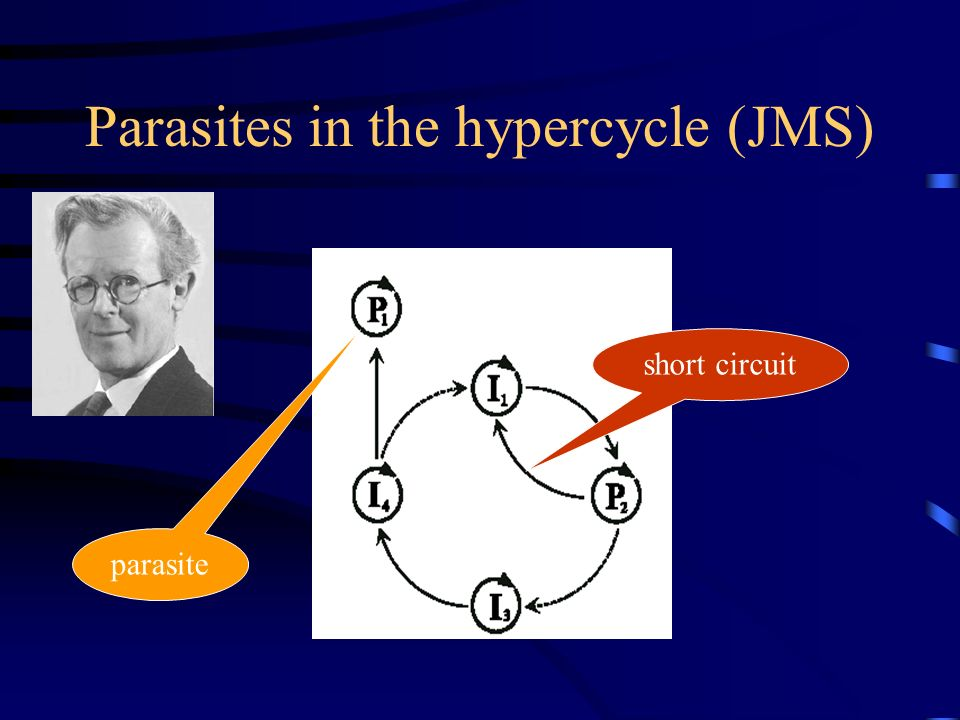 Parasites in the hypercycle (JMS)
P1
short circuit
I1
I4
P2
parasite
I3